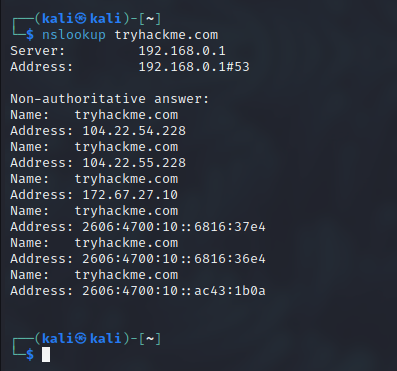 ┌──(kali㉿kali)-[~]
└─$ nslookup tryhackme.com
Server:         192.168.0.1
Address:        192.168.0.1#53

Non-authoritative answer:
Name:   tryhackme.com
Address: 104.22.54.228
Name:   tryhackme.com
Address: 104.22.55.228
Name:   tryhackme.com
Address: 172.67.27.10
Name:   tryhackme.com
Address: 2606:4700:10::6816:37e4
Name:   tryhackme.com
Address: 2606:4700:10::6816:36e4
Name:   tryhackme.com
Address: 2606:4700:10::ac43:1b0a

┌──(kali㉿kali)-[~]
└─$